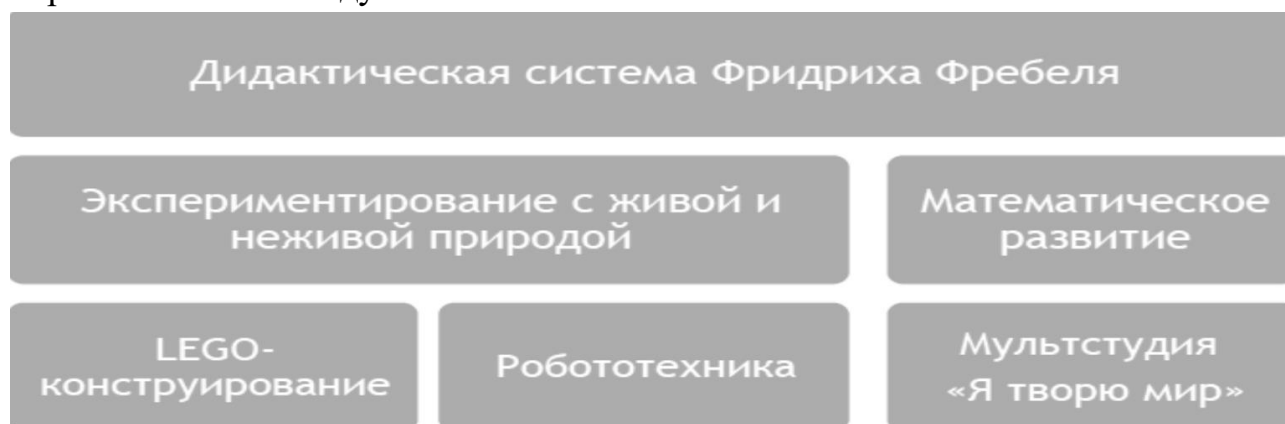 Дидактическая система Фридриха Фребеля
Экспериментирование с живой и
неживой природой
Математическое
развитие
LEGO-
конструирование
Робототехника
Мультстудия
«Я творю мир»